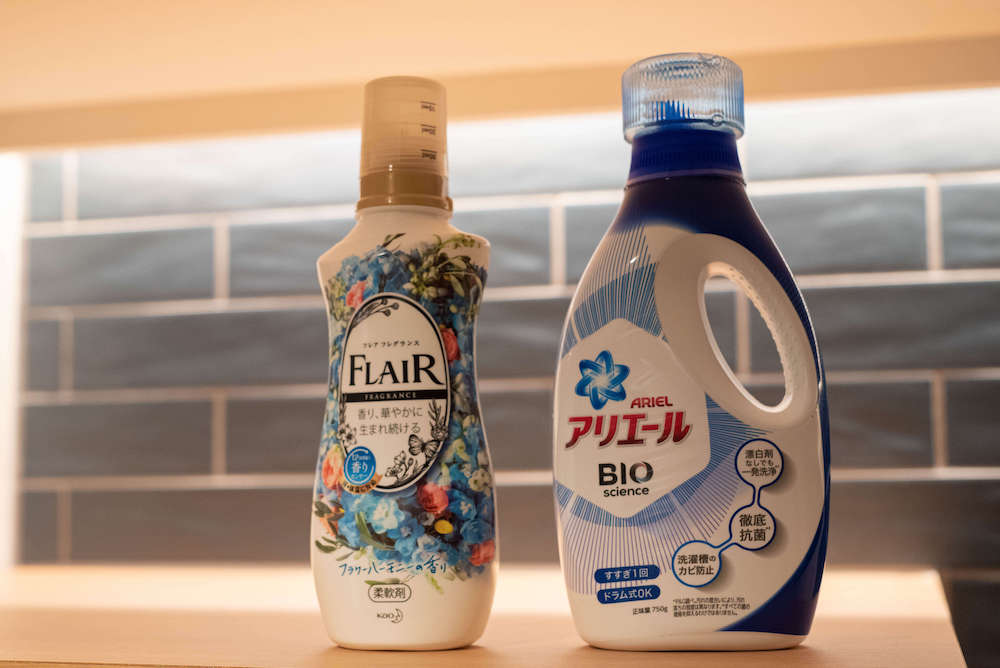 フレア フレグランス
FLAIR
FRAGRANCE
香り、華やかに
生まれ続ける
香り
フラワーハーモニーの香り
柔軟剤
KAO
ARIEL
アリエール
BIO
science
漂白剤
なしでも
一発洗浄
徹底
抗菌
洗濯槽の
カビ防止
すすぎ1回
ドラム式OK
正味量 750g